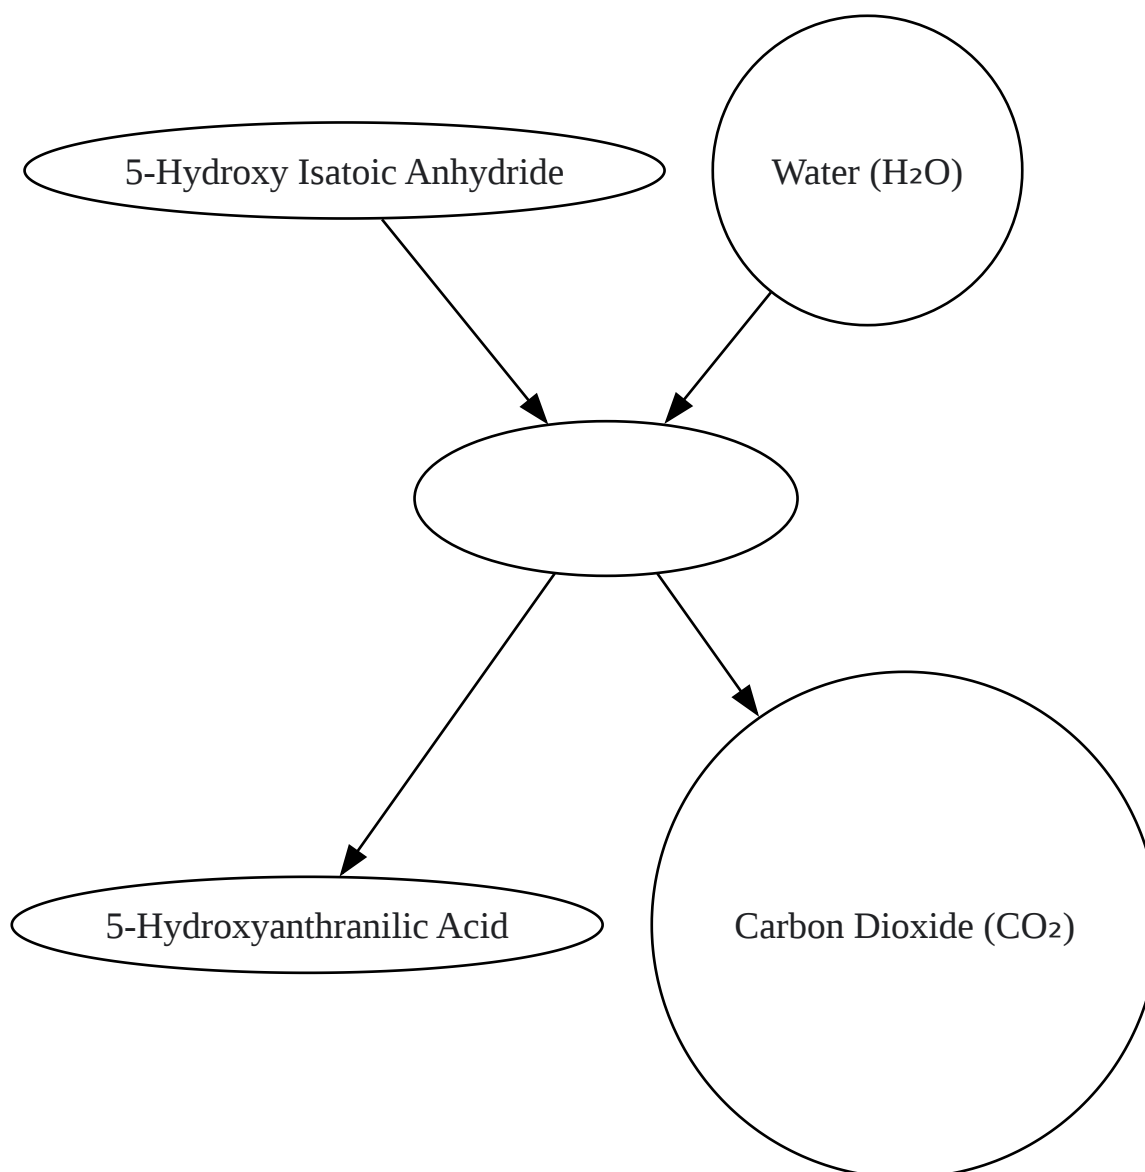 5-Hydroxy Isatoic Anhydride
Water (H₂O)
5-Hydroxyanthranilic Acid
Carbon Dioxide (CO₂)